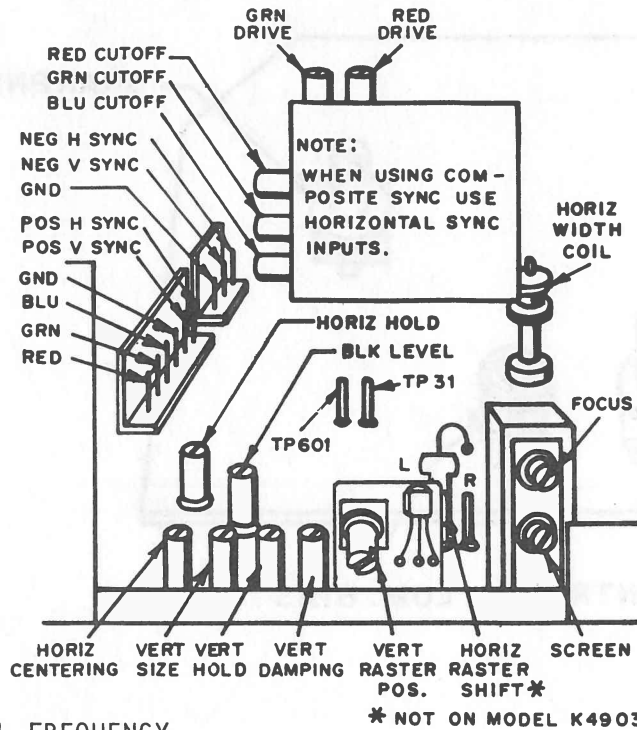 GRN DRIVE
RED DRIVE
RED CUTOFF
GRN CUTOFF
BLU CUTOFF
NEG H SYNC
NEG V SYNC
GND
POS H SYNC
POS V SYNC
GND
BLU
GRN
RED
NOTE:
WHEN USING COM-
POSITE SYNC USE
HORIZONTAL SYNC
INPUTS.
HORIZ
WIDTH
COIL
HORIZ HOLD
BLK LEVEL
TP601
TP31
L
R
FOCUS
HORIZ
CENTERING
VERT
SIZE
VERT
HOLD
VERT
DAMPING
VERT
RASTER
POS.
HORIZ
RASTER
SHIFT*
SCREEN
* NOT ON MODEL K4903
FREQUENCY